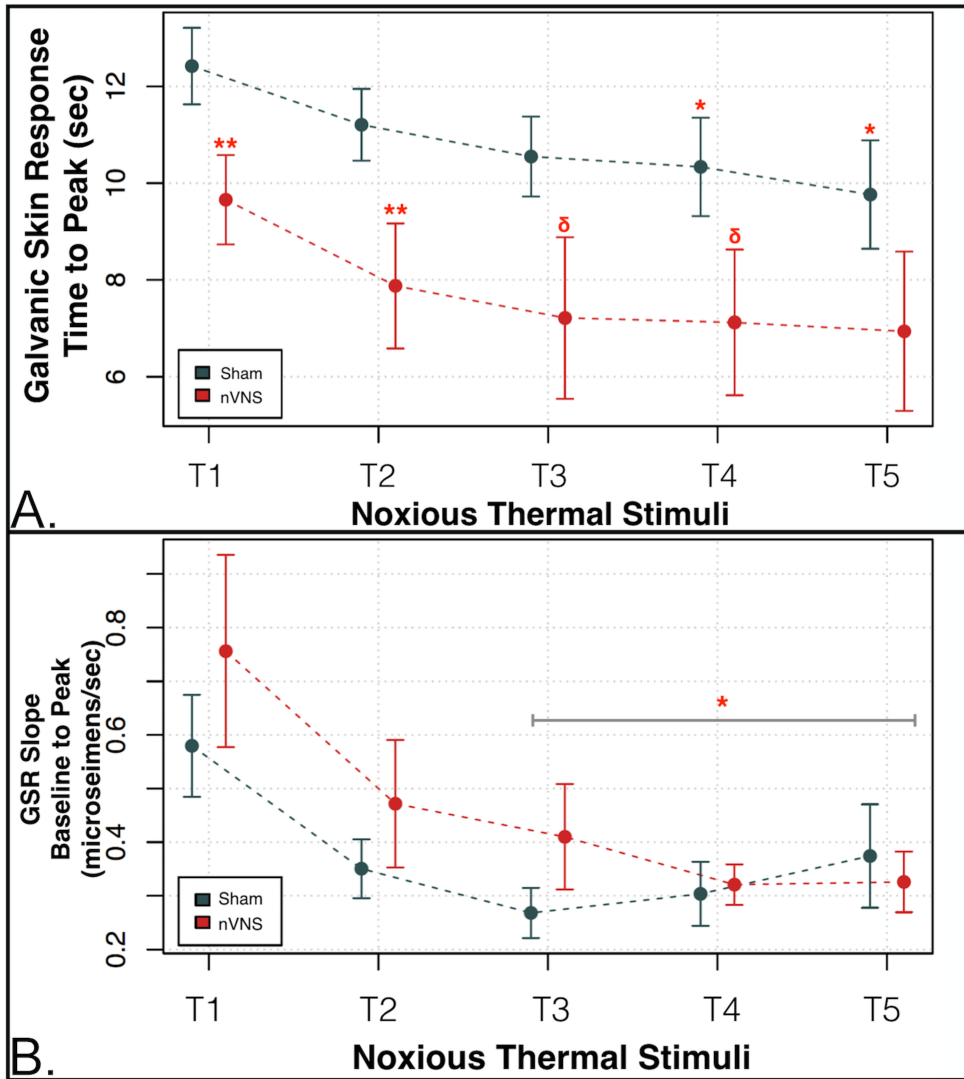 Galvanic Skin Response
Time to Peak (sec)
12
10
8
6
**
**
δ
δ
*
*
Sham
nVNS
T1 T2 T3 T4 T5
Noxious Thermal Stimuli
A.
GSR Slope
Baseline to Peak
(microseimens/sec)
0.8
0.6
0.4
0.2
*
Sham
nVNS
T1 T2 T3 T4 T5
Noxious Thermal Stimuli
B.